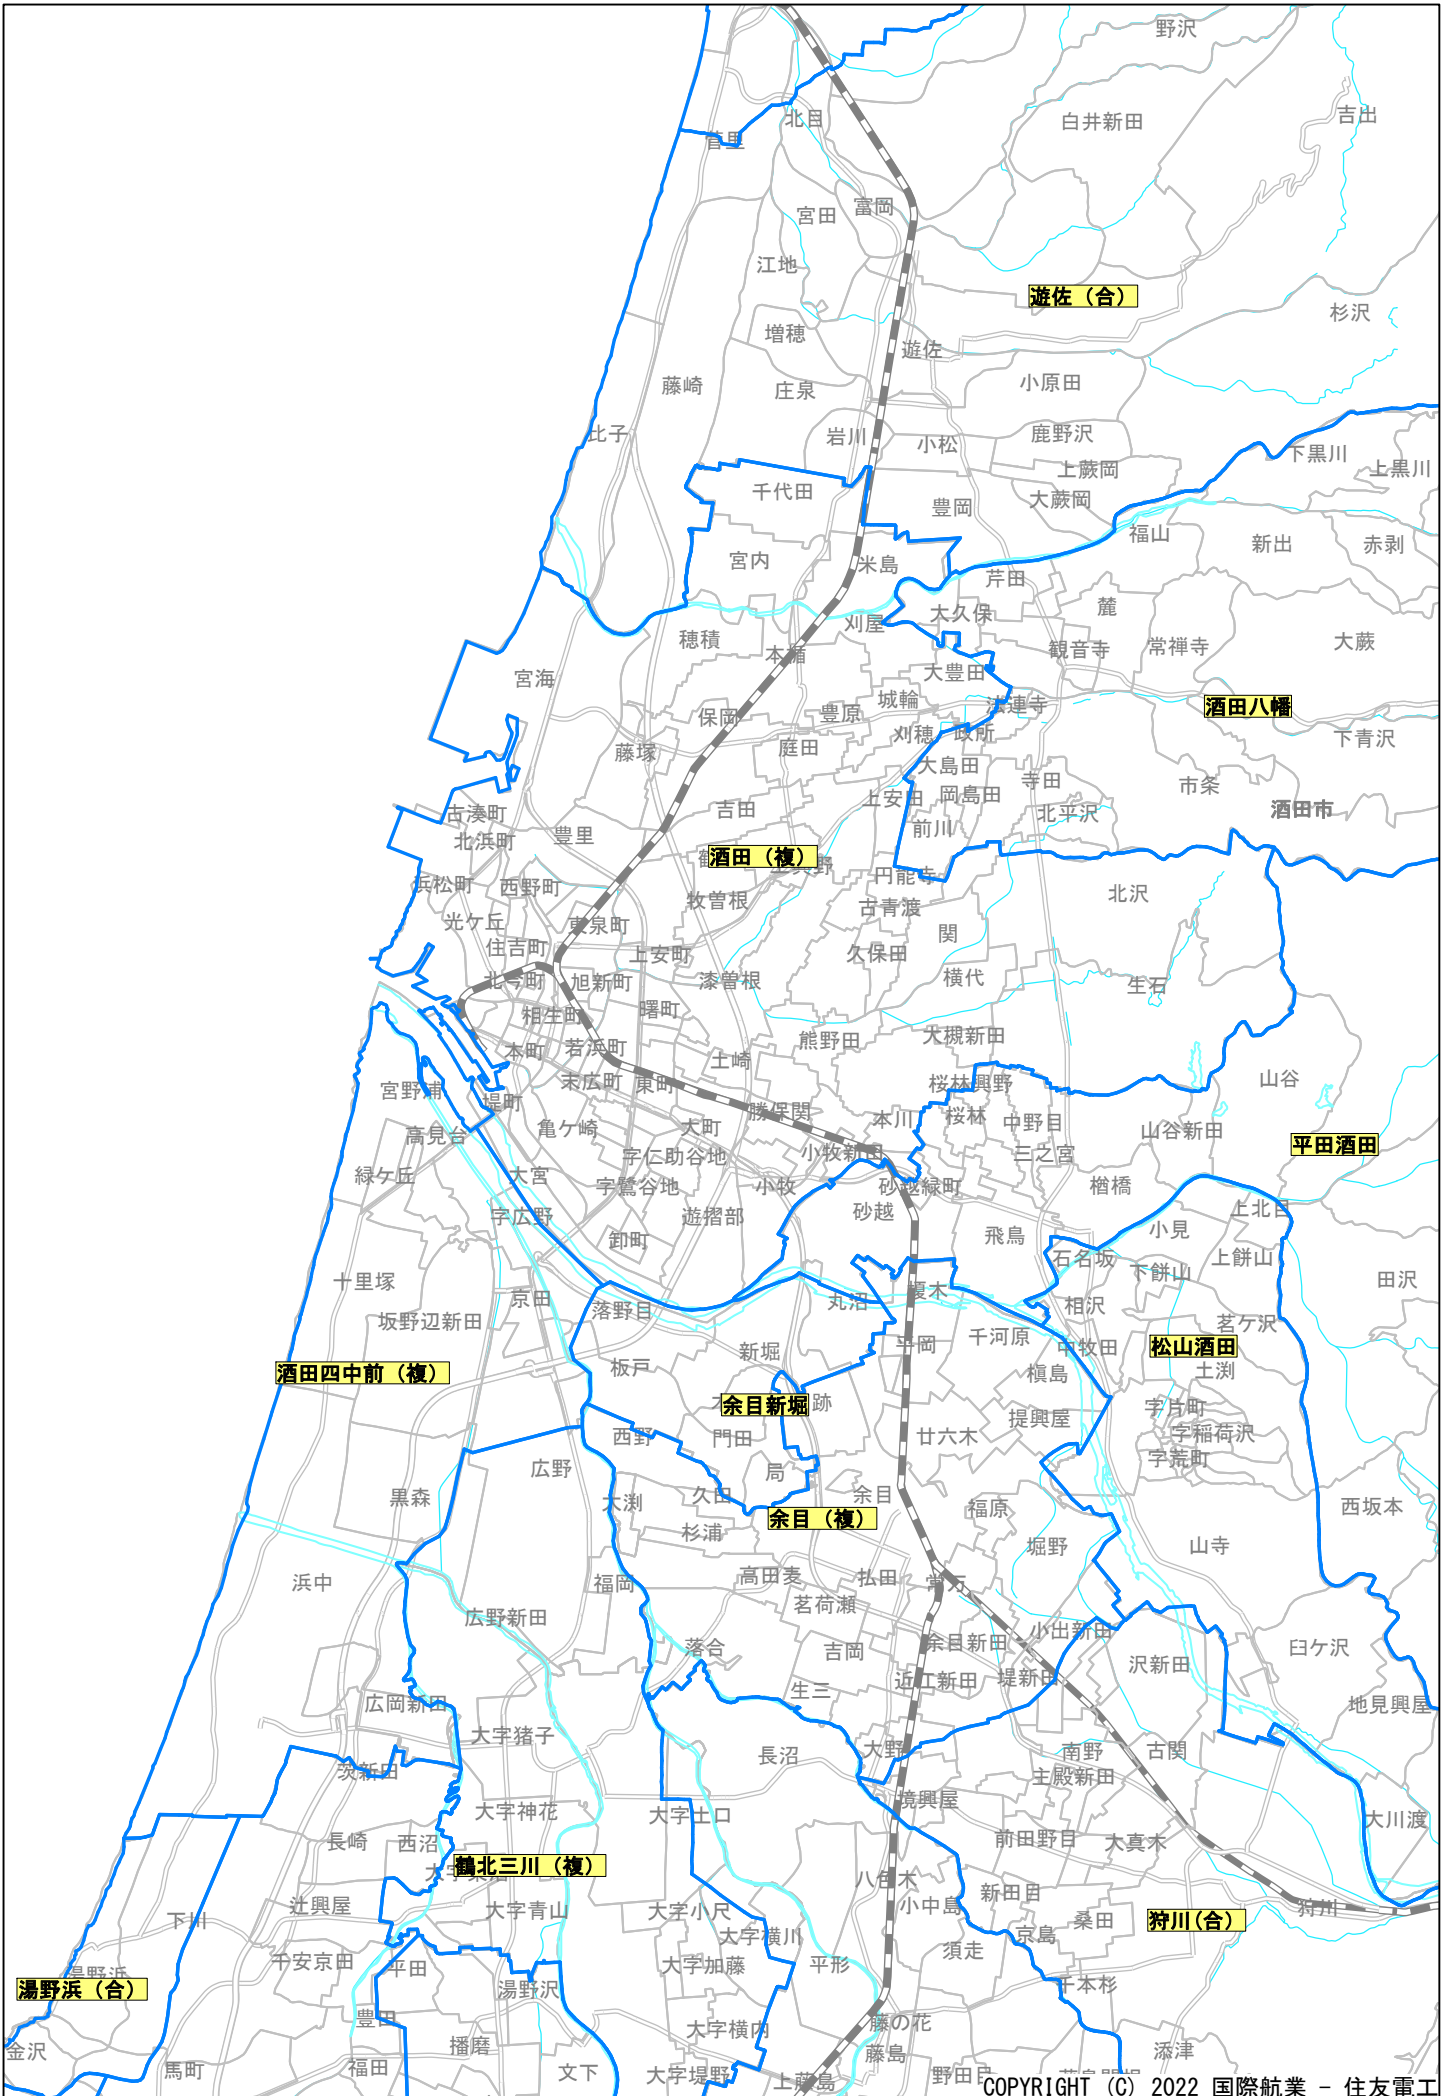 野沢
吉出
白井新田
北目
菅里
富岡
宮田
江地
遊佐（合）
杉沢
増穂
遊佐
小原田
藤崎
庄泉
比子
岩川
小松
鹿野沢
下黒川
上蕨岡
上黒川
千代田
大蕨岡
豊岡
福山
新出
赤剥
宮内
米島
芹田
麓
大久保
刈屋
穂積
本楯
観音寺
常禅寺
大蕨
大豊田
宮海
城輪
法連寺
酒田八幡
保岡
豊原
刈穂
政所
下青沢
藤塚
庭田
大島田
寺田
市条
上安田
岡島田
酒田市
古湊町
吉田
北平沢
北浜町
豊里
前川
酒田（複）
円能寺
浜松町
西野町
牧曽根
北沢
古青渡
光ケ丘
東泉町
関
住吉町
上安町
久保田
北今町
旭新町
漆曽根
横代
生石
曙町
相生町
熊野田
大槻新田
本町
若浜町
土崎
末広町
東町
桜林興野
山谷
宮野浦
堤町
勝保関
本川
桜林
中野目
高見台
亀ケ崎
大町
山谷新田
平田酒田
緑ケ丘
大宮
字仁助谷地
小牧新田
三之宮
字鷺谷地
小牧
砂越緑町
楢橋
字広野
遊摺部
砂越
上北目
小見
卸町
飛鳥
石名坂
上餅山
下餅山
十里塚
田沢
京田
落野目
丸沼
榎木
相沢
坂野辺新田
茗ケ沢
千河原
中牧田
新堀
平岡
松山酒田
酒田四中前（複）
板戸
槇島
土渕
余目新堀
跡
字片町
提興屋
西野
門田
廿六木
字稲荷沢
字荒町
広野
局
黒森
大渕
久田
余目
福原
西坂本
余目（複）
杉浦
堀野
山寺
浜中
福岡
高田麦
払田
常万
茗荷瀬
広野新田
小出新田
落合
吉岡
余目新田
臼ケ沢
沢新田
近江新田
堤新田
生三
広岡新田
地見興屋
大字猪子
長沼
大野
南野
古関
茨新田
主殿新田
境興屋
大字神花
大字土口
大川渡
長崎
西沼
前田野目
大真木
鶴北三川（複）
八色木
新田目
辻興屋
小中島
下川
大字青山
大字小尺
桑田
狩川(合）
狩川
京島
大字横川
須走
千安京田
平田
大字加藤
平形
湯野浜（合）
湯野沢
千本杉
豊田
藤の花
大字横内
金沢
播磨
藤島
添津
馬町
福田
文下
大字堤野
上藤島
COPYRIGHT (C) 2022 国際航業 - 住友電工